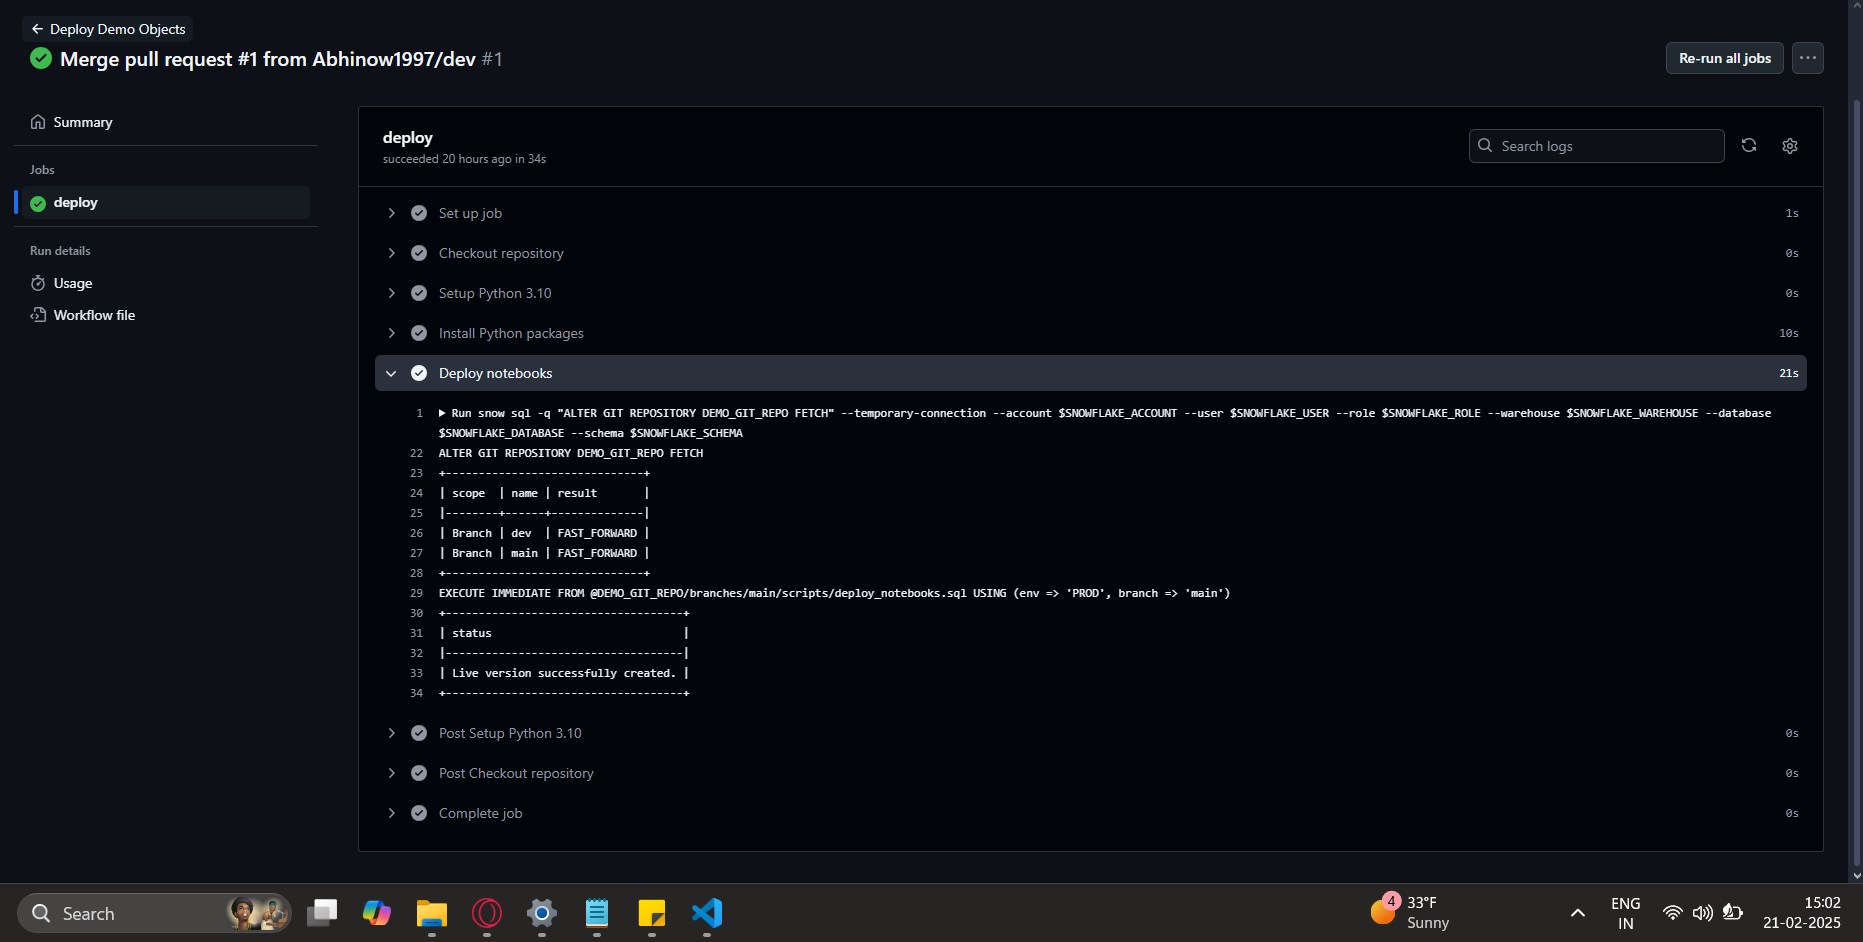 ← Deploy Demo Objects
Merge pull request #1 from Abhinow1997/dev #1
Re-run all jobs
Summary
Jobs
deploy
Run details
Usage
Workflow file
deploy
succeeded 20 hours ago in 34s
Search logs
Set up job 1s
Checkout repository 0s
Setup Python 3.10 0s
Install Python packages 10s
Deploy notebooks 21s
1 ▶ Run snow sql -q "ALTER GIT REPOSITORY DEMO_GIT_REPO FETCH" --temporary-connection --account $SNOWFLAKE_ACCOUNT --user $SNOWFLAKE_USER --role $SNOWFLAKE_ROLE --warehouse $SNOWFLAKE_WAREHOUSE --database
$SNOWFLAKE_DATABASE --schema $SNOWFLAKE_SCHEMA
22 ALTER GIT REPOSITORY DEMO_GIT_REPO FETCH
23 +------------------------------+
24 | scope  | name | result       |
25 |--------+------+--------------|
26 | Branch | dev  | FAST_FORWARD |
27 | Branch | main | FAST_FORWARD |
28 +------------------------------+
29 EXECUTE IMMEDIATE FROM @DEMO_GIT_REPO/branches/main/scripts/deploy_notebooks.sql USING (env => 'PROD', branch => 'main')
30 +------------------------------------+
31 | status                             |
32 |------------------------------------|
33 | Live version successfully created. |
34 +------------------------------------+
Post Setup Python 3.10 0s
Post Checkout repository 0s
Complete job 0s
Search
4
33°F
Sunny
ENG
IN
15:02
21-02-2025